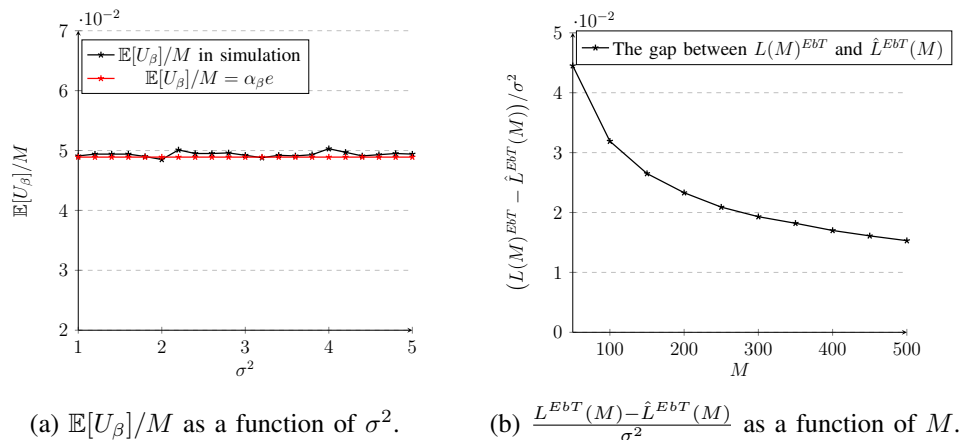 ·10⁻²
7
6
5
4
3
2
1 2 3 4 5
σ²
𝔼[U_β]/M
𝔼[U_β]/M in simulation
𝔼[U_β]/M = α_β e
(a) 𝔼[U_β]/M as a function of σ².
·10⁻²
5
4
3
2
1
0
100 200 300 400 500
M
(L(M)^{EbT} − L̂^{EbT}(M))/σ²
The gap between L(M)^{EbT} and L̂^{EbT}(M)
(b) \frac{L^{EbT}(M)−L̂^{EbT}(M)}{σ²} as a function of M.